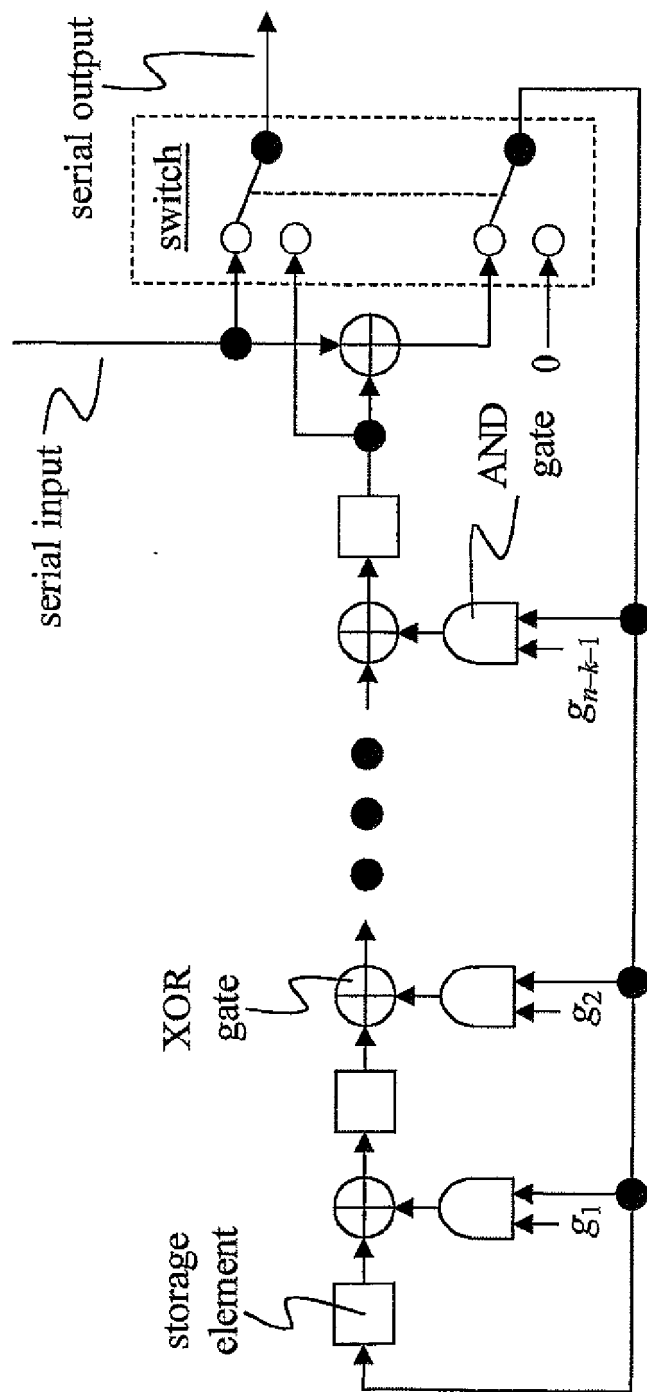 serial output
switch
serial input
AND
gate
0
g_{n-k-1}
XOR
gate
g_2
g_1
storage
element